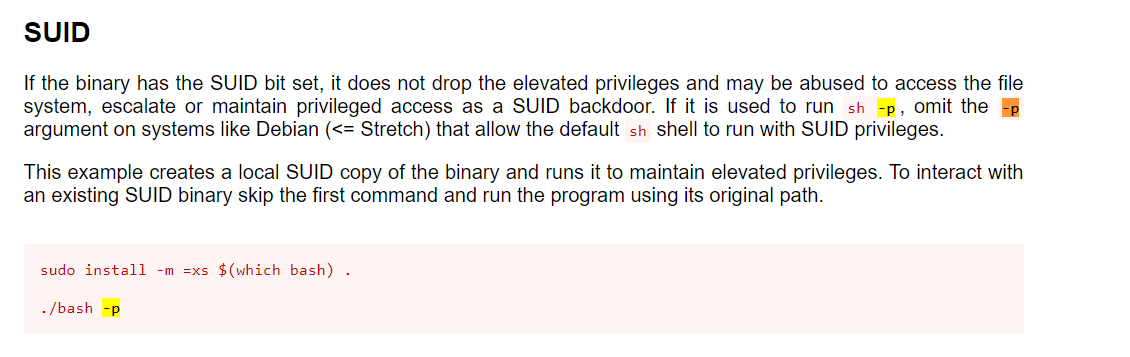 SUID
If the binary has the SUID bit set, it does not drop the elevated privileges and may be abused to access the file
system, escalate or maintain privileged access as a SUID backdoor. If it is used to run sh -p, omit the -p
argument on systems like Debian (<= Stretch) that allow the default sh shell to run with SUID privileges.
This example creates a local SUID copy of the binary and runs it to maintain elevated privileges. To interact with
an existing SUID binary skip the first command and run the program using its original path.
sudo install -m =xs $(which bash) .
./bash -p